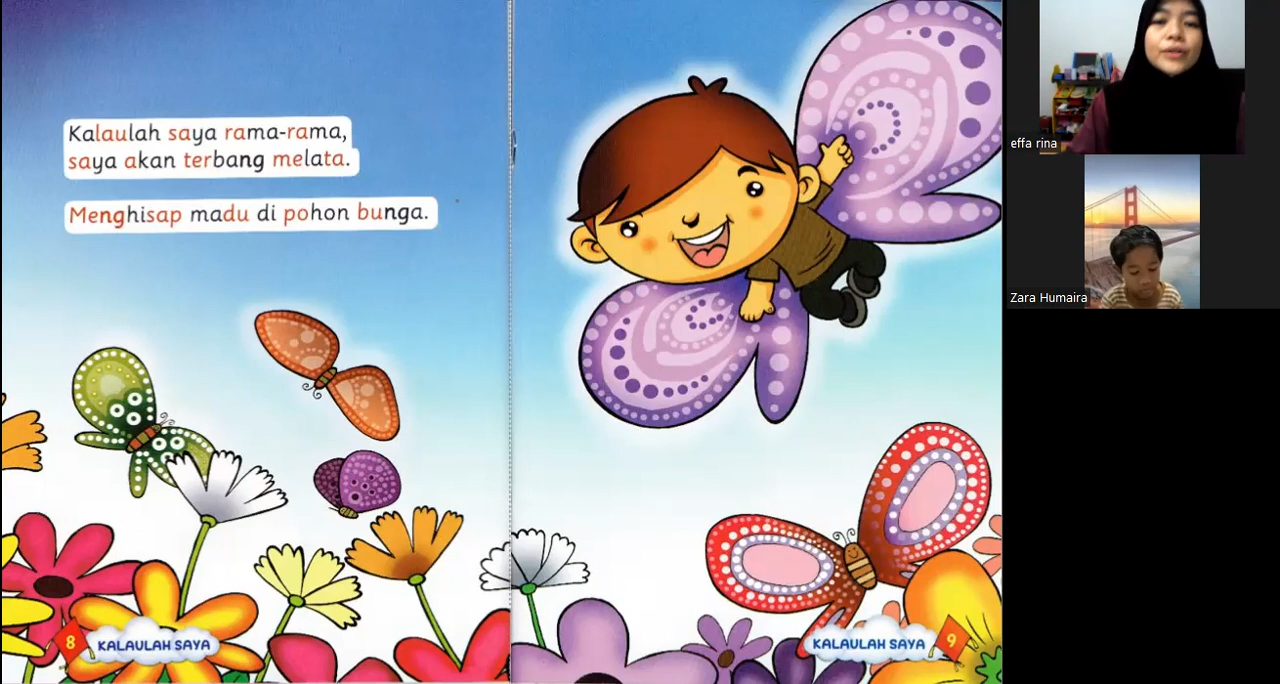 Kalaulah saya rama-rama,
saya akan terbang melata.
Menghisap madu di pohon bunga.
8 KALAULAH SAYA
KALAULAH SAYA 9
effa rina
Zara Humaira